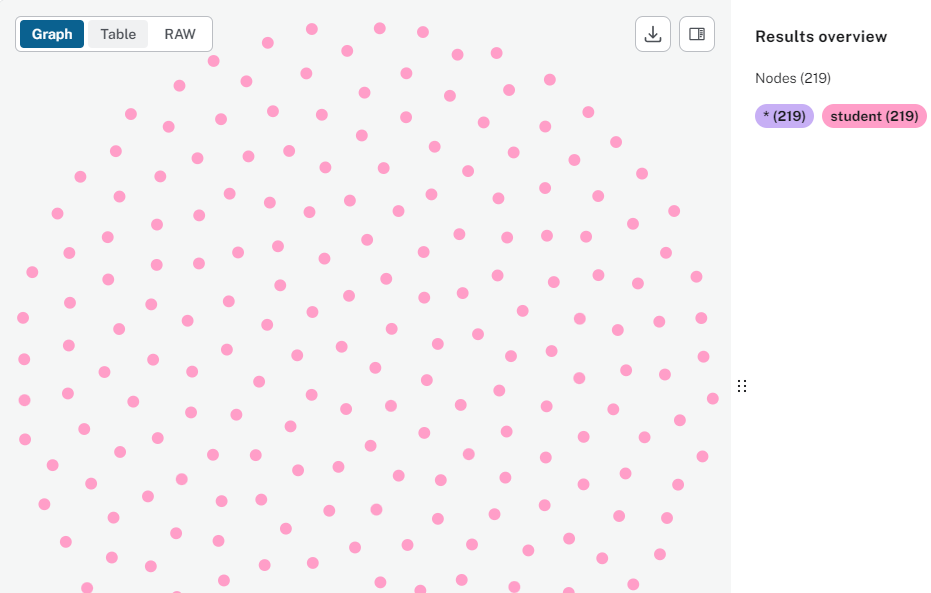 Graph Table RAW
Results overview
Nodes (219)
* (219) student (219)